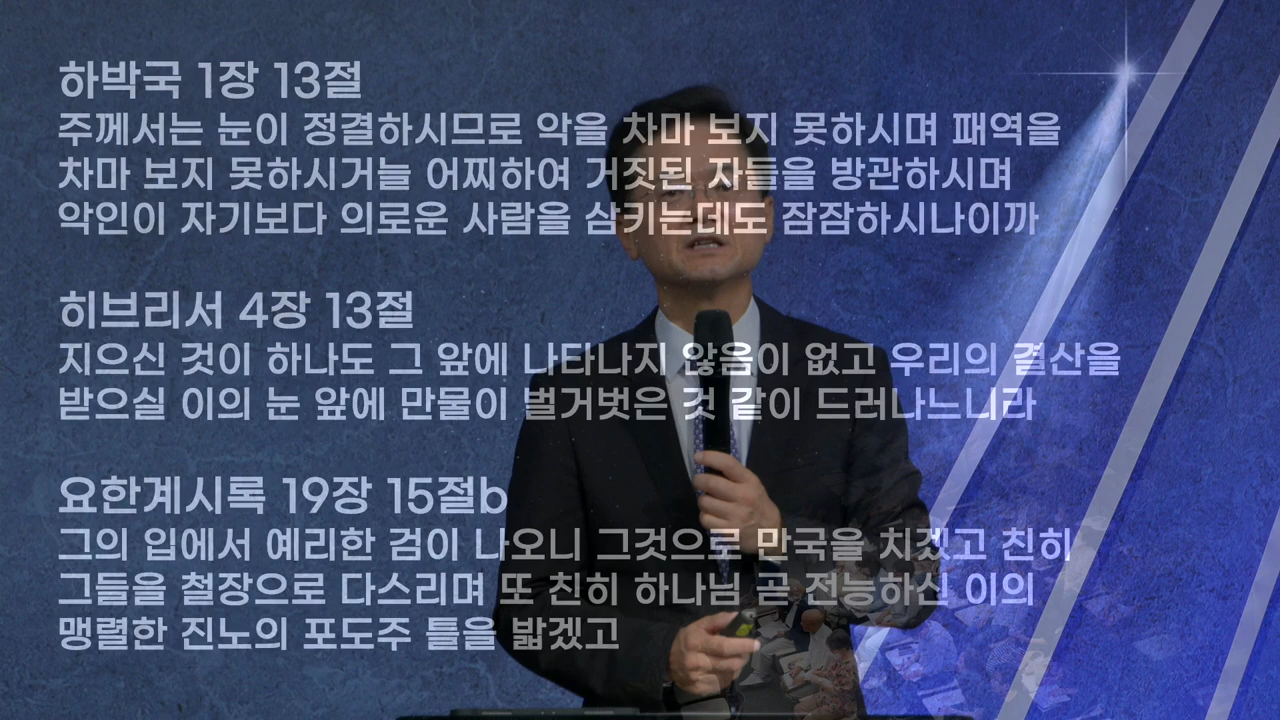 하박국 1장 13절
주께서는 눈이 정결하시므로 악을 차마 보지 못하시며 패역을
차마 보지 못하시거늘 어찌하여 거짓된 자들을 방관하시며
악인이 자기보다 의로운 사람을 삼키는데도 잠잠하시나이까
히브리서 4장 13절
지으신 것이 하나도 그 앞에 나타나지 않음이 없고 우리의 결산을
받으실 이의 눈 앞에 만물이 벌거벗은 것 같이 드러나느니라
요한계시록 19장 15절b
그의 입에서 예리한 검이 나오니 그것으로 만국을 치겠고 친히
그들을 철장으로 다스리며 또 친히 하나님 곧 전능하신 이의
맹렬한 진노의 포도주 틀을 밟겠고